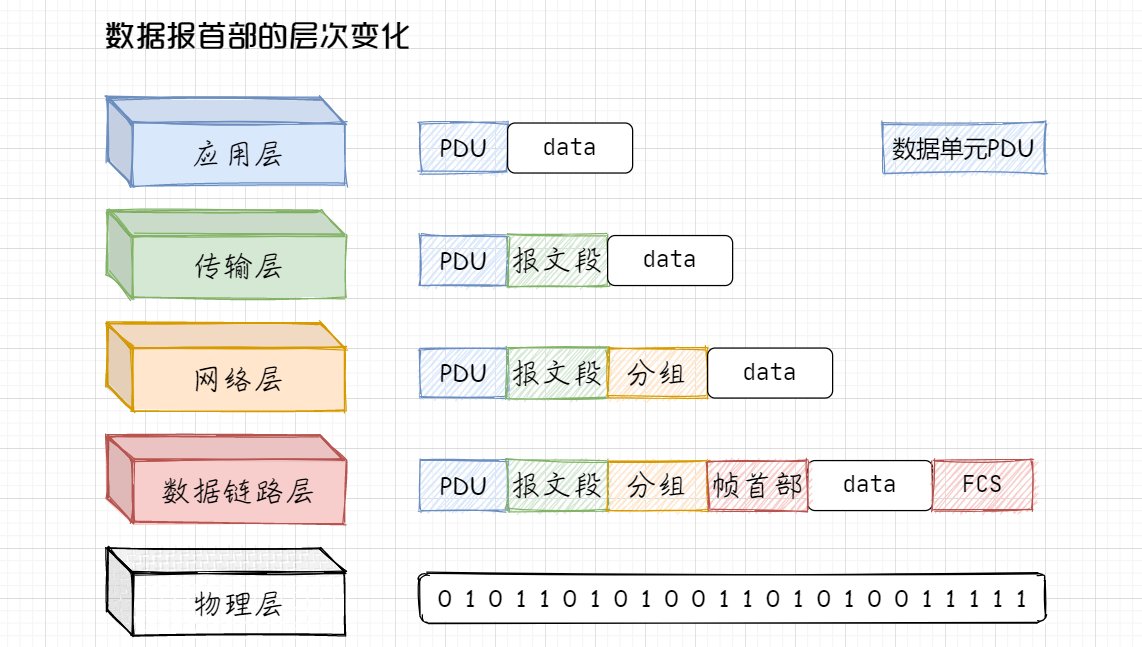 数据报首部的层次变化
应用层 PDU data 数据单元PDU
传输层 PDU 报文段 data
网络层 PDU 报文段 分组 data
数据链路层 PDU 报文段 分组 帧首部 data FCS
物理层 0 1 0 1 1 0 1 0 1 0 0 1 1 0 1 0 1 0 0 1 1 1 1 1